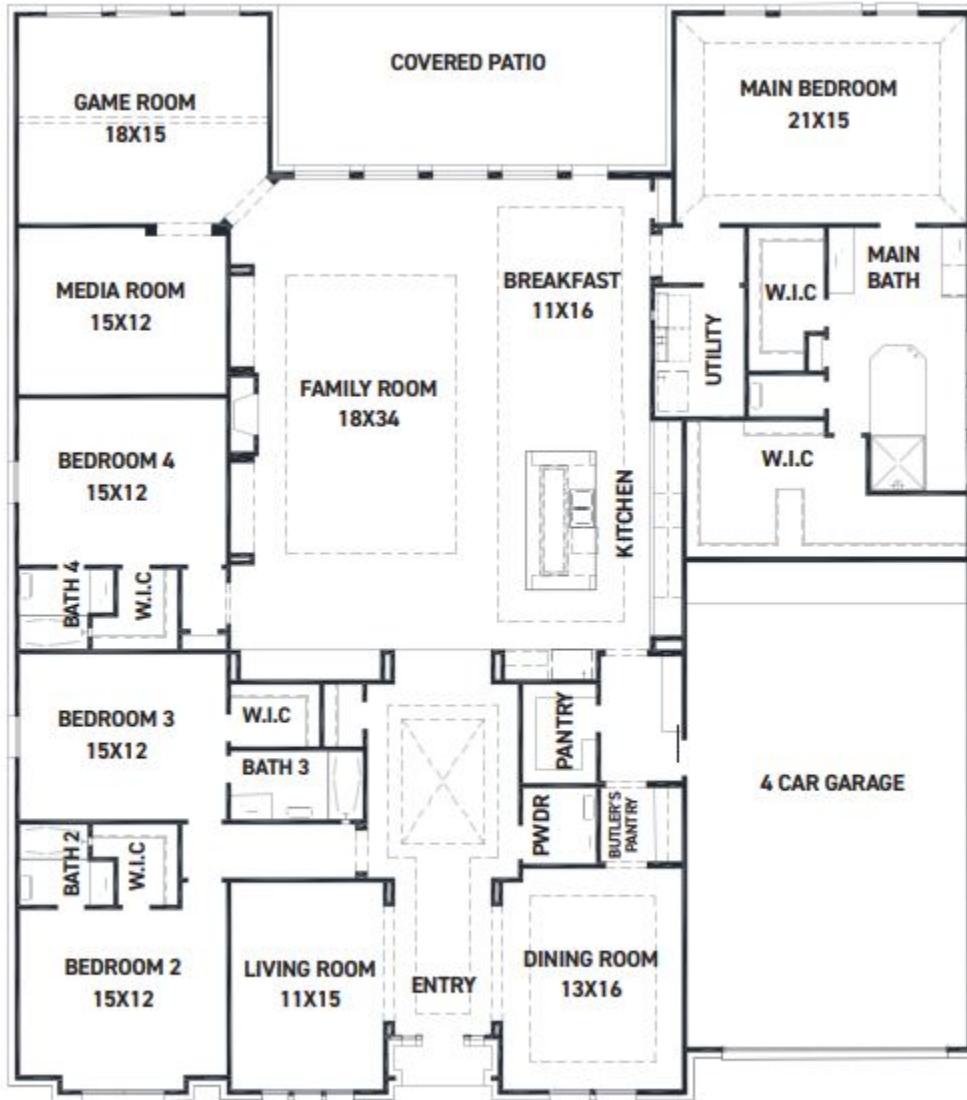 COVERED PATIO
GAME ROOM
18X15
MAIN BEDROOM
21X15
MEDIA ROOM
15X12
BREAKFAST
11X16
W.I.C
MAIN
BATH
UTILITY
FAMILY ROOM
18X34
BEDROOM 4
15X12
W.I.C
KITCHEN
BATH 4
W.I.C
BEDROOM 3
15X12
W.I.C
BATH 3
PANTRY
4 CAR GARAGE
BATH 2
W.I.C
PWDR
BUTLER'S
PANTRY
BEDROOM 2
15X12
LIVING ROOM
11X15
ENTRY
DINING ROOM
13X16